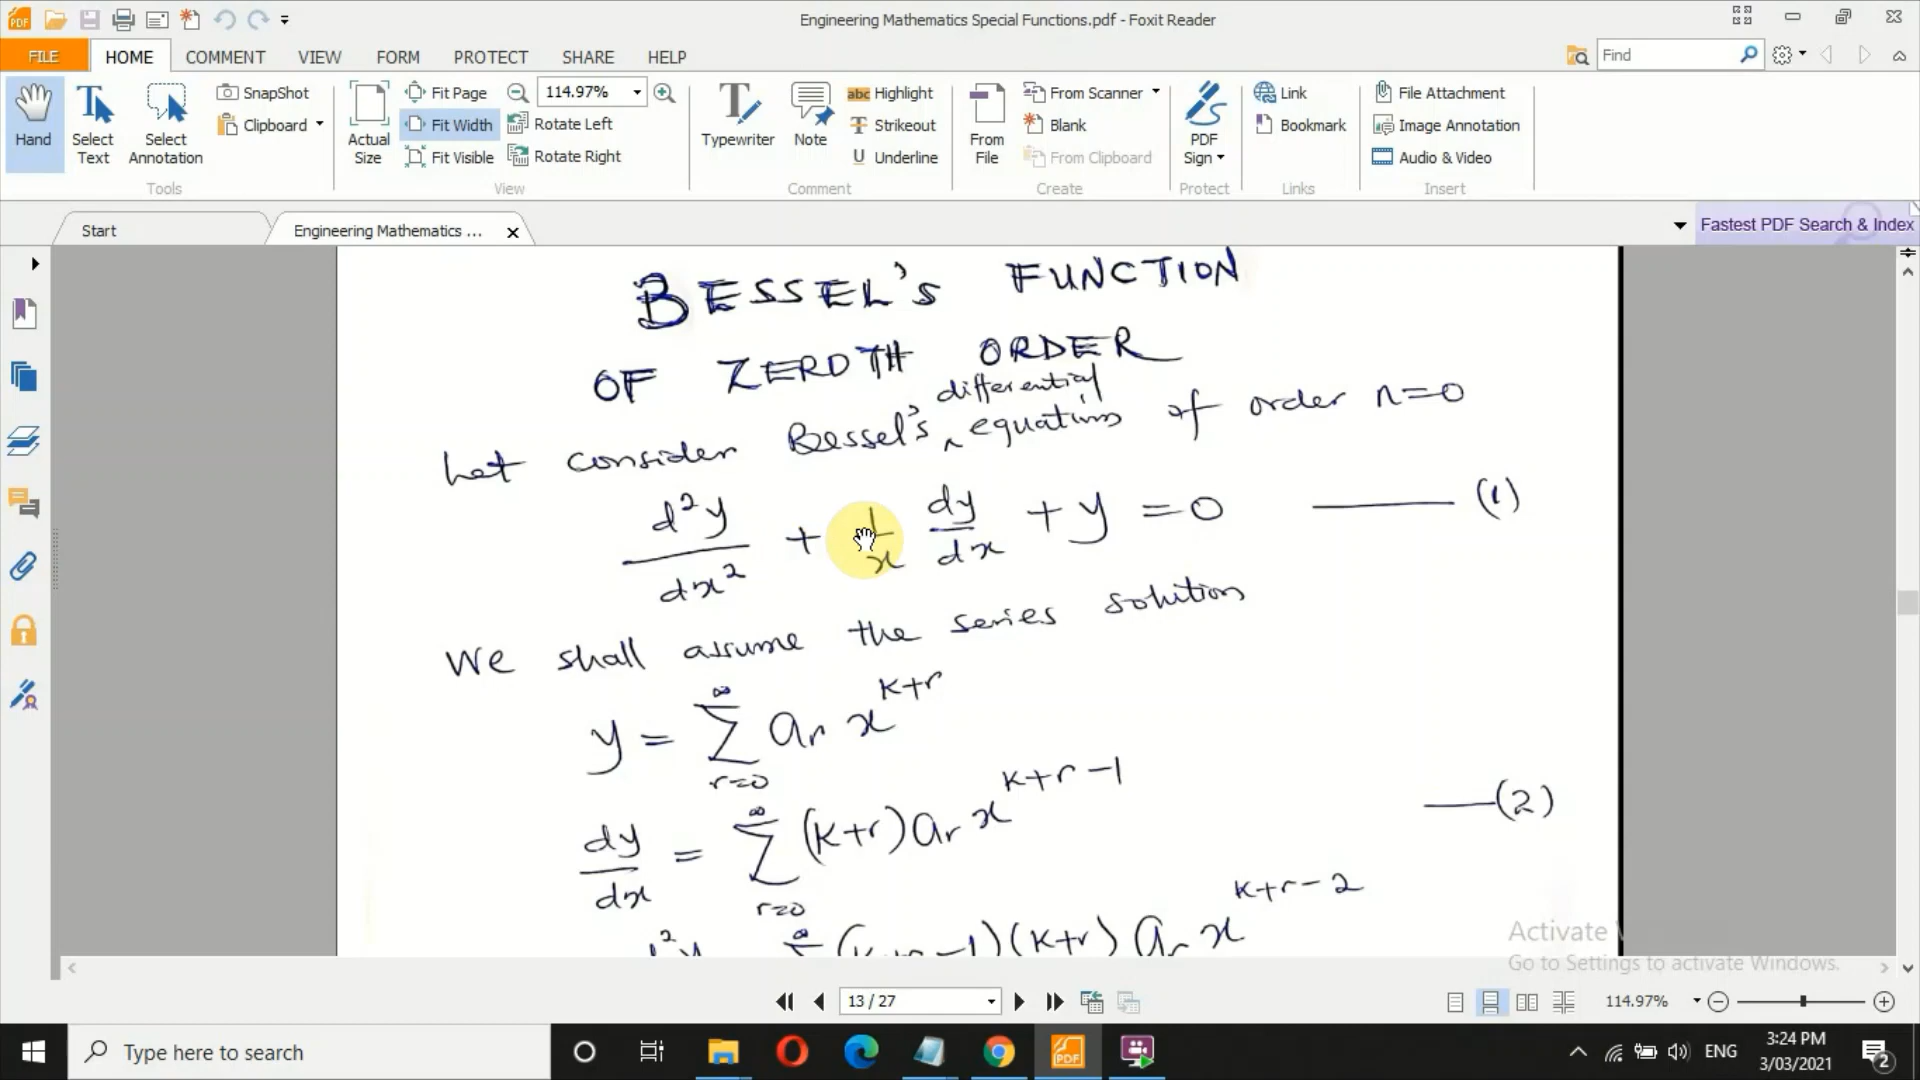 Engineering Mathematics Special Functions.pdf - Foxit Reader
FILE HOME COMMENT VIEW FORM PROTECT SHARE HELP
Find
Hand
Select Text
Select Annotation
SnapShot
Clipboard
Tools
Actual Size
Fit Page
Fit Width
Fit Visible
114.97%
Rotate Left
Rotate Right
View
Typewriter
Note
Highlight
Strikeout
Underline
Comment
From File
From Scanner
Blank
From Clipboard
Create
PDF Sign
Protect
Link
Bookmark
Links
File Attachment
Image Annotation
Audio & Video
Insert
Start
Engineering Mathematics ...
Fastest PDF Search & Index
BESSEL's FUNCTION
OF ZEROTH ORDER
Let consider Bessel's differential equations of order n=0
d²y/dx² + 1/x dy/dx + y = 0 —— (1)
We shall assume the series solution
y = ∑_{r=0}^{∞} a_r x^{k+r}
dy/dx = ∑_{r=0}^{∞} (k+r) a_r x^{k+r-1} —— (2)
(k+r) a_r x^{k+r-2}
Activate
Go to Settings to activate Windows.
13 / 27
114.97%
Type here to search
ENG
3:24 PM
3/03/2021
2